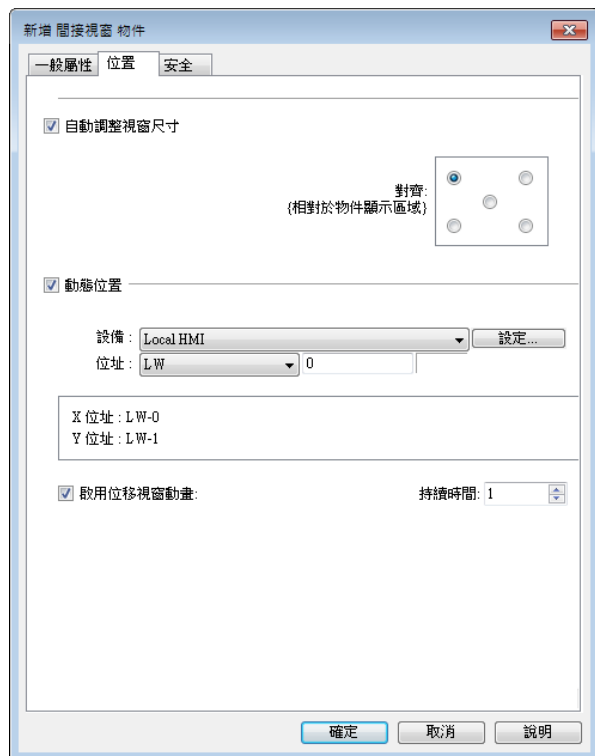 新增 間接視窗 物件
一般屬性 位置 安全
自動調整視窗尺寸
對齊:
{相對於物件顯示區域}
動態位置
設備 : Local HMI 設定...
位址 : LW 0
X 位址 : LW-0
Y 位址 : LW-1
啟用位移視窗動畫: 持續時間: 1
確定 取消 說明